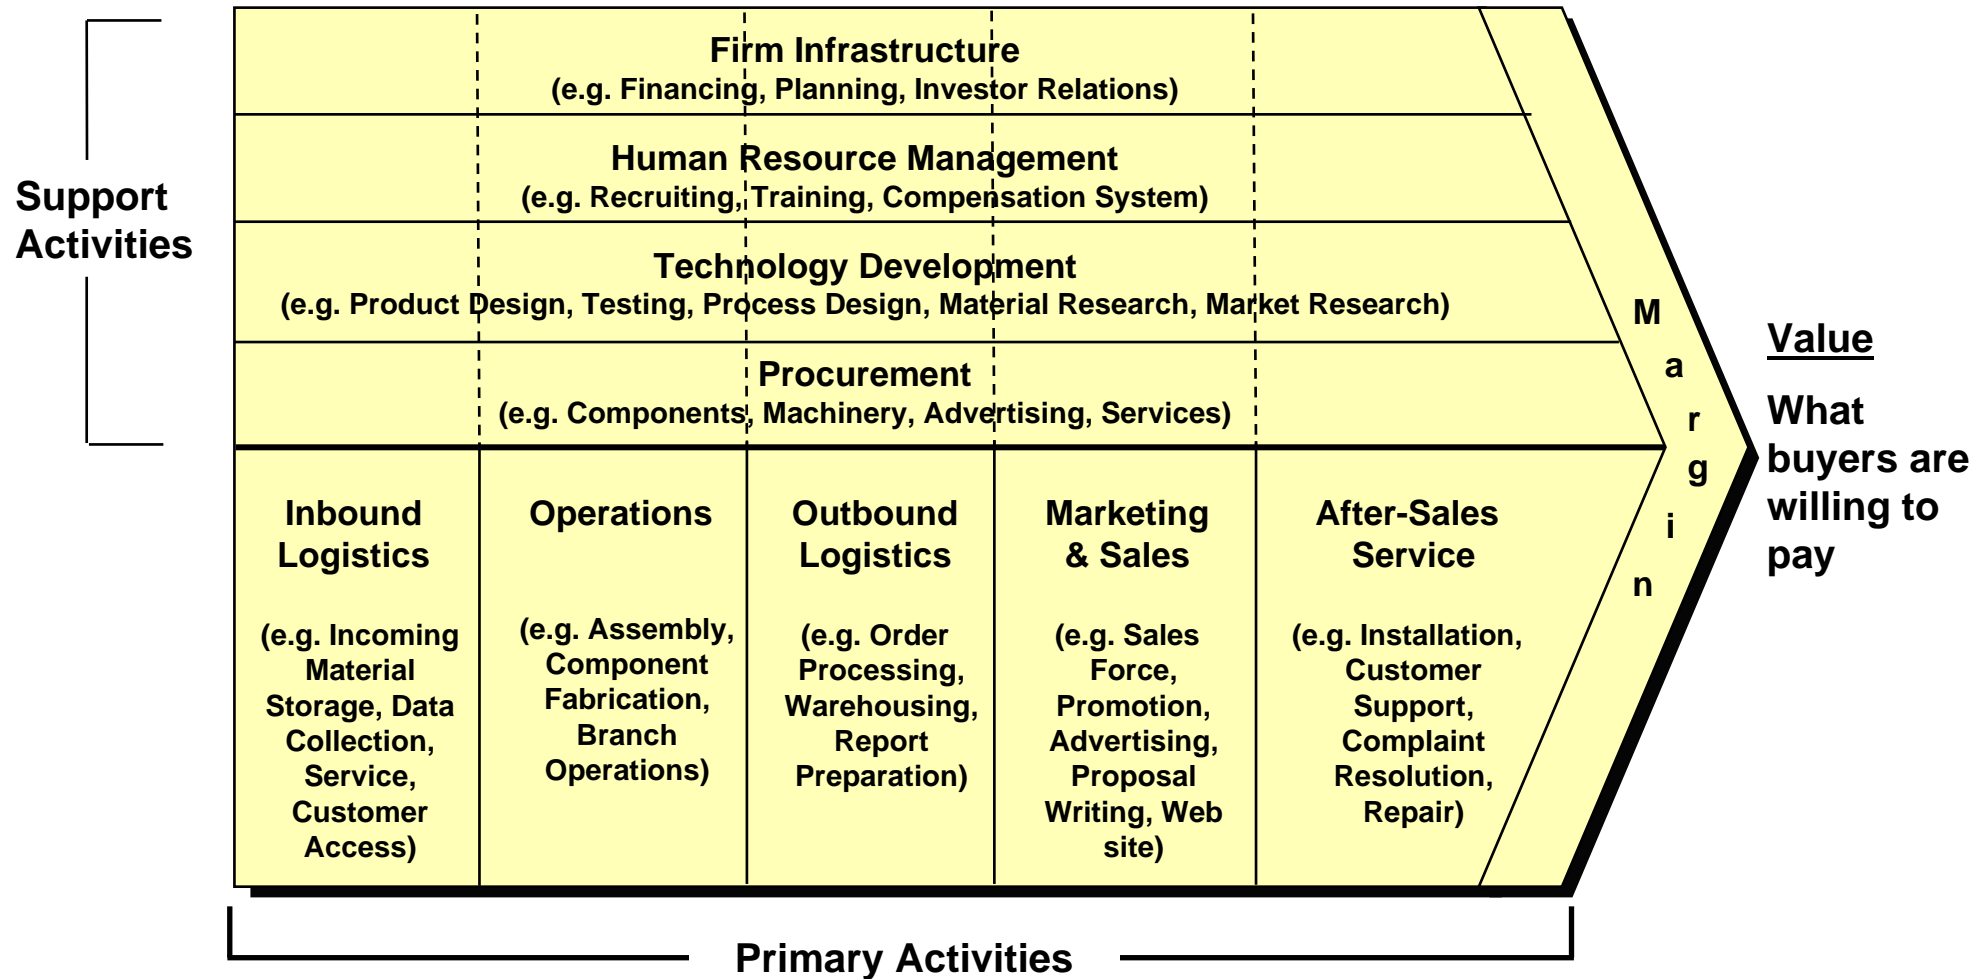 Support
Activities
Firm Infrastructure
(e.g. Financing, Planning, Investor Relations)
Human Resource Management
(e.g. Recruiting, Training, Compensation System)
Technology Development
(e.g. Product Design, Testing, Process Design, Material Research, Market Research)
Procurement
(e.g. Components, Machinery, Advertising, Services)
Inbound
Logistics
(e.g. Incoming
Material
Storage, Data
Collection,
Service,
Customer
Access)
Operations
(e.g. Assembly,
Component
Fabrication,
Branch
Operations)
Outbound
Logistics
(e.g. Order
Processing,
Warehousing,
Report
Preparation)
Marketing
& Sales
(e.g. Sales
Force,
Promotion,
Advertising,
Proposal
Writing, Web
site)
After-Sales
Service
(e.g. Installation,
Customer
Support,
Complaint
Resolution,
Repair)
Margin
Value
What
buyers are
willing to
pay
Primary Activities